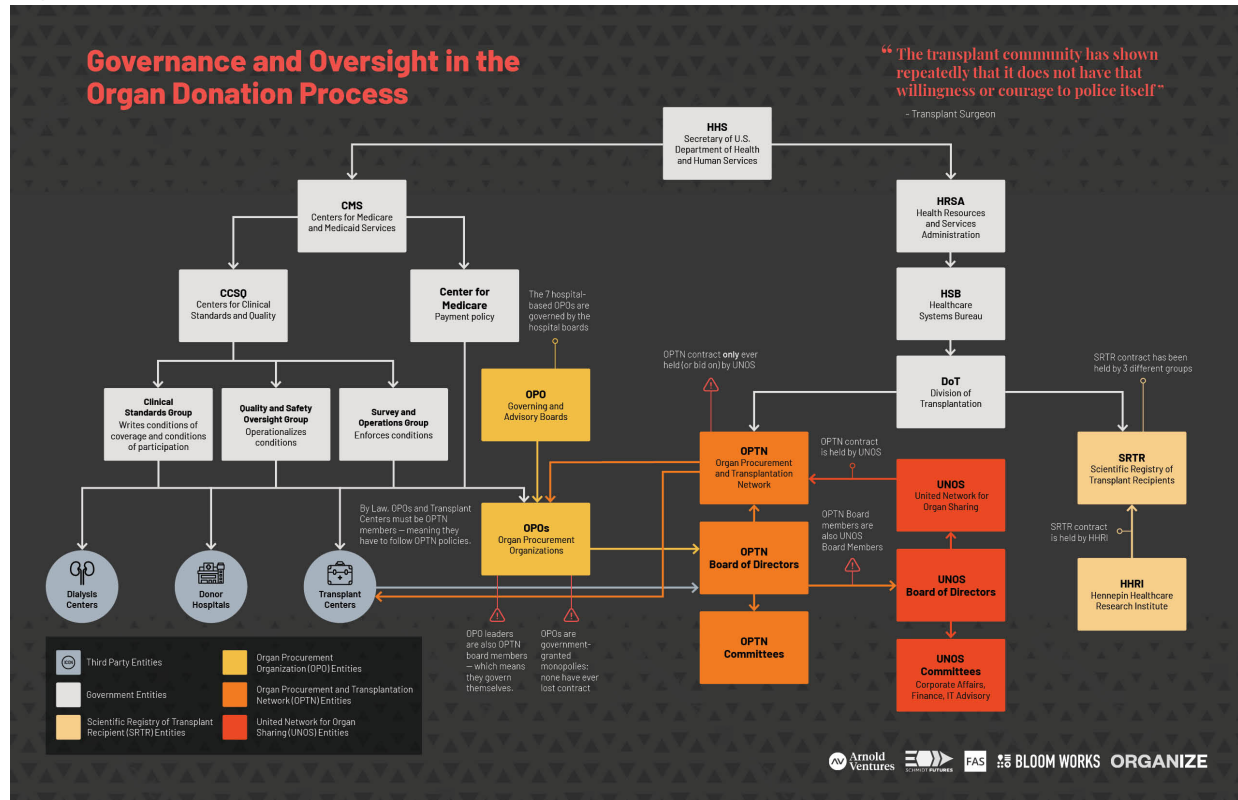 Governance and Oversight in the
Organ Donation Process
“ The transplant community has shown
repeatedly that it does not have that
willingness or courage to police itself ”
- Transplant Surgeon
HHS
Secretary of U.S.
Department of Health
and Human Services
CMS
Centers for Medicare
and Medicaid Services
HRSA
Health Resources
and Services
Administration
CCSQ
Centers for Clinical
Standards and Quality
Center for
Medicare
Payment policy
The 7 hospital-
based OPOs are
governed by the
hospital boards
HSB
Healthcare
Systems Bureau
OPTN contract only ever
held (or bid on) by UNOS
SRTR contract has been
held by 3 different groups
DoT
Division of
Transplantation
OPO
Governing and
Advisory Boards
Clinical
Standards Group
Writes conditions of
coverage and conditions
of participation
Quality and Safety
Oversight Group
Operationalizes
conditions
Survey and
Operations Group
Enforces conditions
OPTN
Organ Procurement
and Transplantation
Network
OPTN contract
is held by UNOS
UNOS
United Network for
Organ Sharing
SRTR
Scientific Registry of
Transplant Recipients
By Law, OPOs and Transplant
Centers must be OPTN
members — meaning they
have to follow OPTN policies.
OPOs
Organ Procurement
Organizations
OPTN
Board of Directors
OPTN Board
members are
also UNOS
Board Members
UNOS
Board of Directors
SRTR contract
is held by HHRI
HHRI
Hennepin Healthcare
Research Institute
Dialysis
Centers
Donor
Hospitals
Transplant
Centers
OPO leaders
are also OPTN
board members
— which means
they govern
themselves.
OPOs are
government-
granted
monopolies;
none have ever
lost contract
OPTN
Committees
UNOS
Committees
Corporate Affairs,
Finance, IT Advisory
ICON
Third Party Entities
Organ Procurement
Organization (OPO) Entities
Government Entities
Organ Procurement and Transplantation
Network (OPTN) Entities
Scientific Registry of Transplant
Recipient (SRTR) Entities
United Network for Organ
Sharing (UNOS) Entities
AV Arnold
Ventures
SCHMIDT FUTURES
FAS
BLOOM WORKS
ORGANIZE